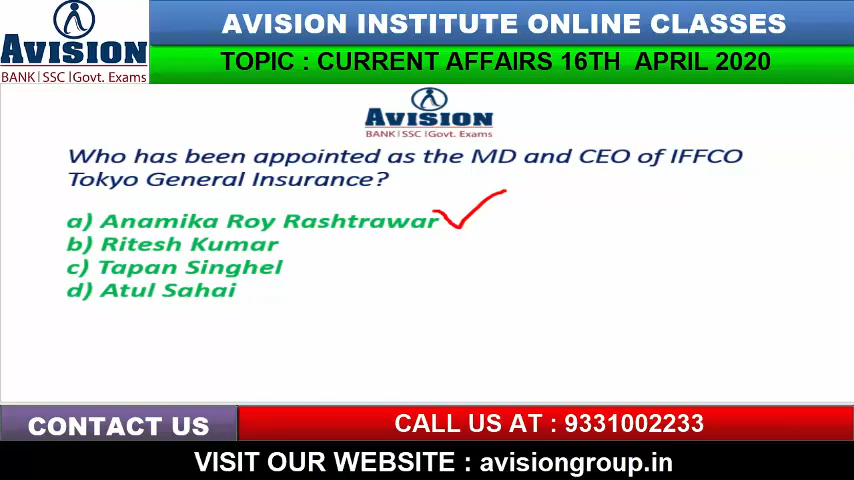 AVISION
BANK|SSC|Govt. Exams
AVISION INSTITUTE ONLINE CLASSES
TOPIC : CURRENT AFFAIRS 16TH APRIL 2020
AVISION
BANK|SSC|Govt. Exams
Who has been appointed as the MD and CEO of IFFCO
Tokyo General Insurance?
a) Anamika Roy Rashtrawar
b) Ritesh Kumar
c) Tapan Singhel
d) Atul Sahai
CONTACT US
CALL US AT : 9331002233
VISIT OUR WEBSITE : avisiongroup.in